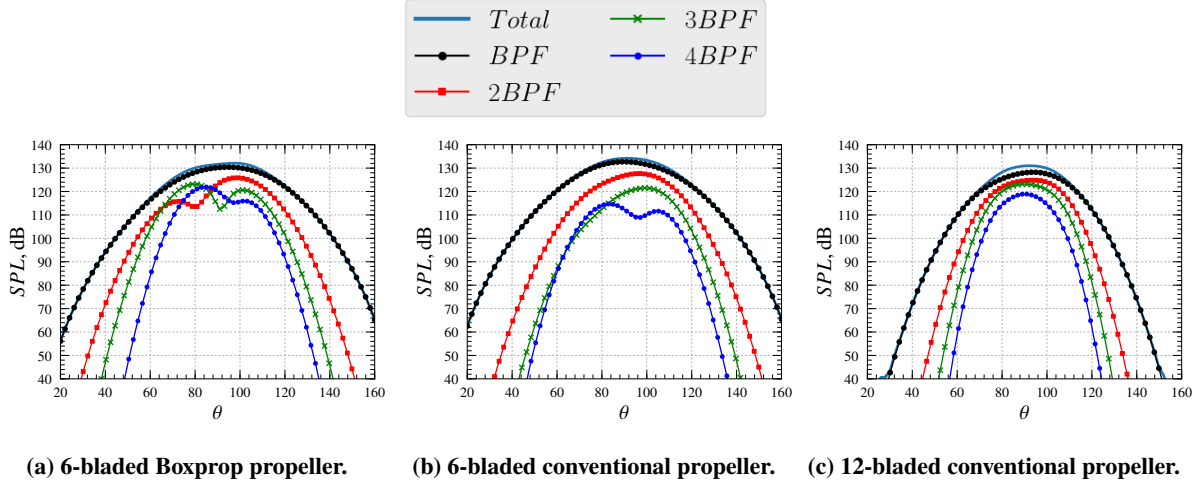 Total
BPF
2BPF
3BPF
4BPF
140
130
120
110
100
90
80
70
60
50
40
SPL, dB
20 40 60 80 100 120 140 160
θ
140
130
120
110
100
90
80
70
60
50
40
SPL, dB
20 40 60 80 100 120 140 160
θ
140
130
120
110
100
90
80
70
60
50
40
SPL, dB
20 40 60 80 100 120 140 160
θ
(a) 6-bladed Boxprop propeller.
(b) 6-bladed conventional propeller.
(c) 12-bladed conventional propeller.